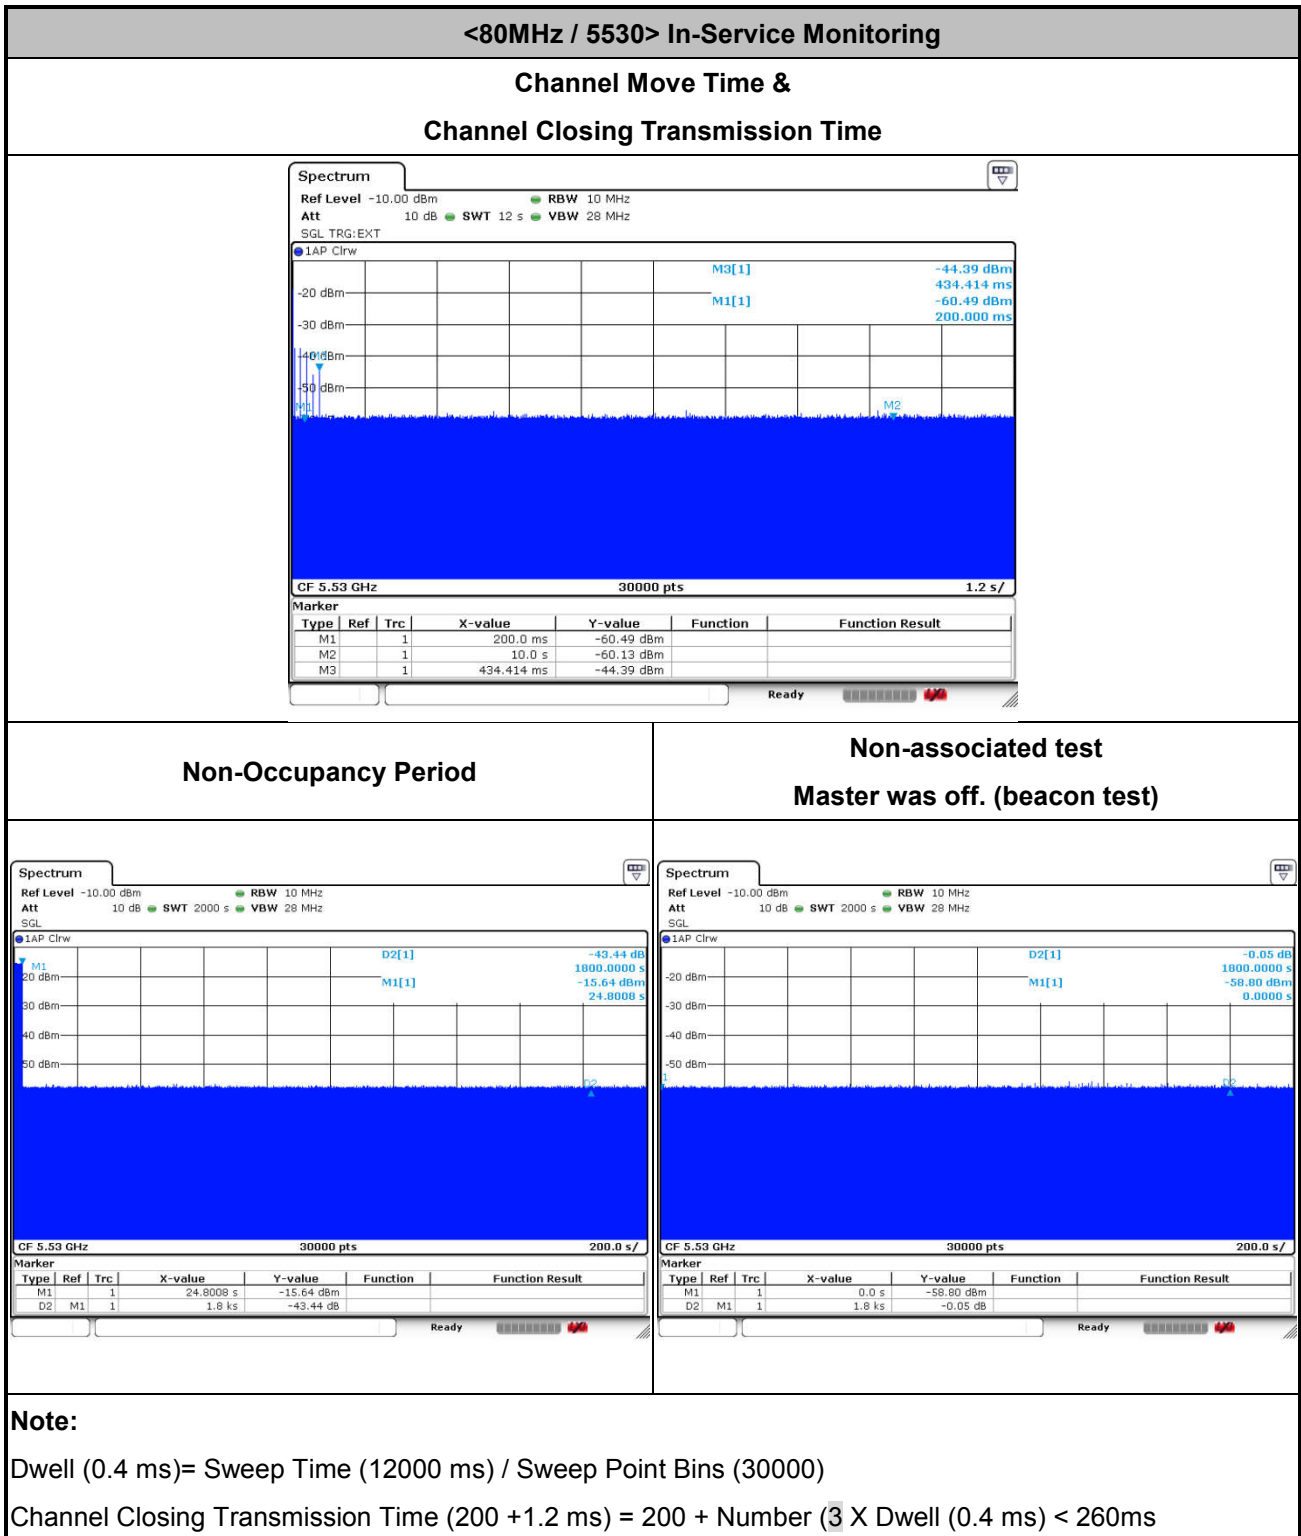 <80MHz / 5530> In-Service Monitoring
Channel Move Time &
Channel Closing Transmission Time
Spectrum
Ref Level -10.00 dBm RBW 10 MHz
Att 10 dB SWT 12 s VBW 28 MHz
SGL TRG:EXT
1AP Clrw
M3[1] -44.39 dBm
434.414 ms
-20 dBm
M1[1] -60.49 dBm
200.000 ms
-30 dBm
-40 dBm
-50 dBm
M1
M2
CF 5.53 GHz 30000 pts 1.2 s/
Marker
Type Ref Trc X-value Y-value Function Function Result
M1 1 200.0 ms -60.49 dBm
M2 1 10.0 s -60.13 dBm
M3 1 434.414 ms -44.39 dBm
Ready
Non-Occupancy Period
Non-associated test
Master was off. (beacon test)
Spectrum
Ref Level -10.00 dBm RBW 10 MHz
Att 10 dB SWT 2000 s VBW 28 MHz
SGL
1AP Clrw
D2[1] -43.44 dB
1800.0000 s
M1
-20 dBm
M1[1] -15.64 dBm
24.8008 s
-30 dBm
-40 dBm
-50 dBm
D2
CF 5.53 GHz 30000 pts 200.0 s/
Marker
Type Ref Trc X-value Y-value Function Function Result
M1 1 24.8008 s -15.64 dBm
D2 M1 1 1.8 ks -43.44 dB
Ready
Spectrum
Ref Level -10.00 dBm RBW 10 MHz
Att 10 dB SWT 2000 s VBW 28 MHz
SGL
1AP Clrw
D2[1] -0.05 dB
1800.0000 s
-20 dBm
M1[1] -58.80 dBm
0.0000 s
-30 dBm
-40 dBm
-50 dBm
1
D2
CF 5.53 GHz 30000 pts 200.0 s/
Marker
Type Ref Trc X-value Y-value Function Function Result
M1 1 0.0 s -58.80 dBm
D2 M1 1 1.8 ks -0.05 dB
Ready
Note:
Dwell (0.4 ms)= Sweep Time (12000 ms) / Sweep Point Bins (30000)
Channel Closing Transmission Time (200 +1.2 ms) = 200 + Number (3 X Dwell (0.4 ms) < 260ms